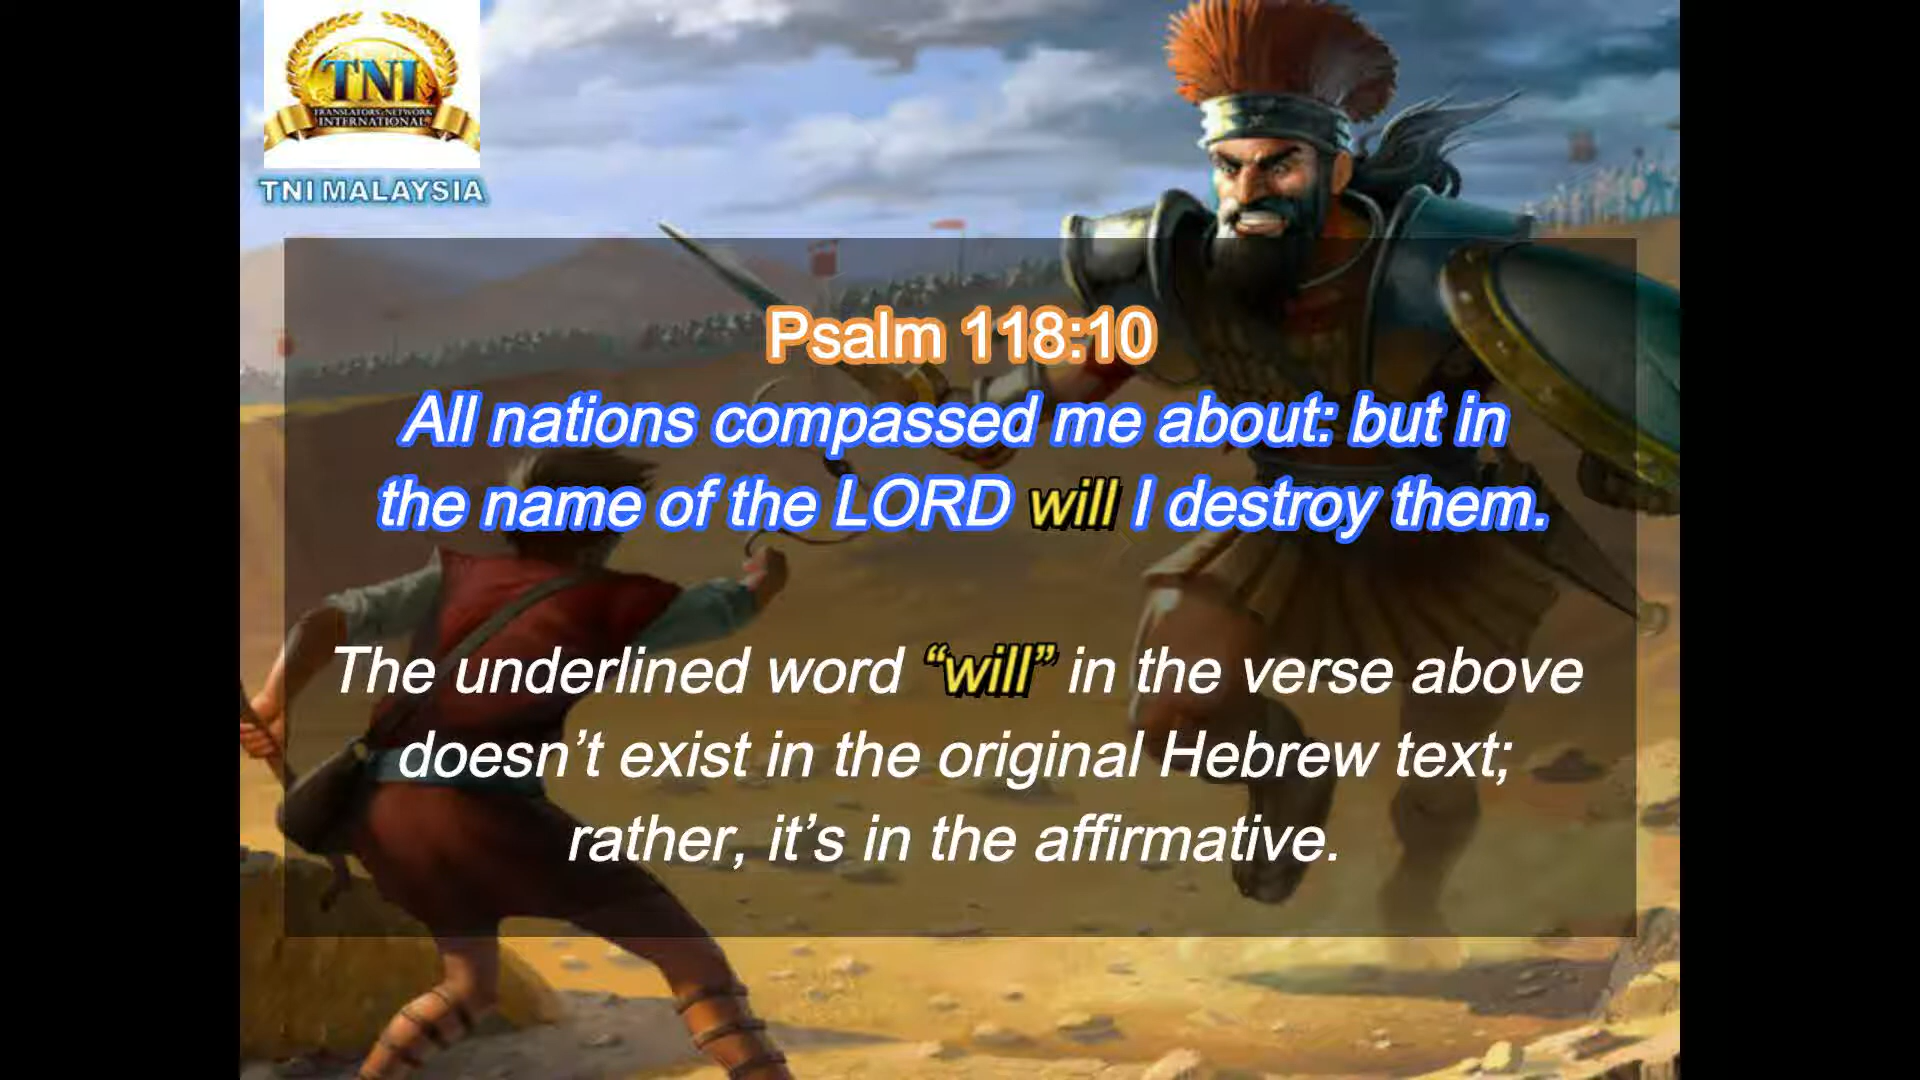 TNI
TRANSLATORS NETWORK
INTERNATIONAL
TNI MALAYSIA
Psalm 118:10
All nations compassed me about: but in
the name of the LORD will I destroy them.
The underlined word “will” in the verse above
doesn’t exist in the original Hebrew text;
rather, it’s in the affirmative.